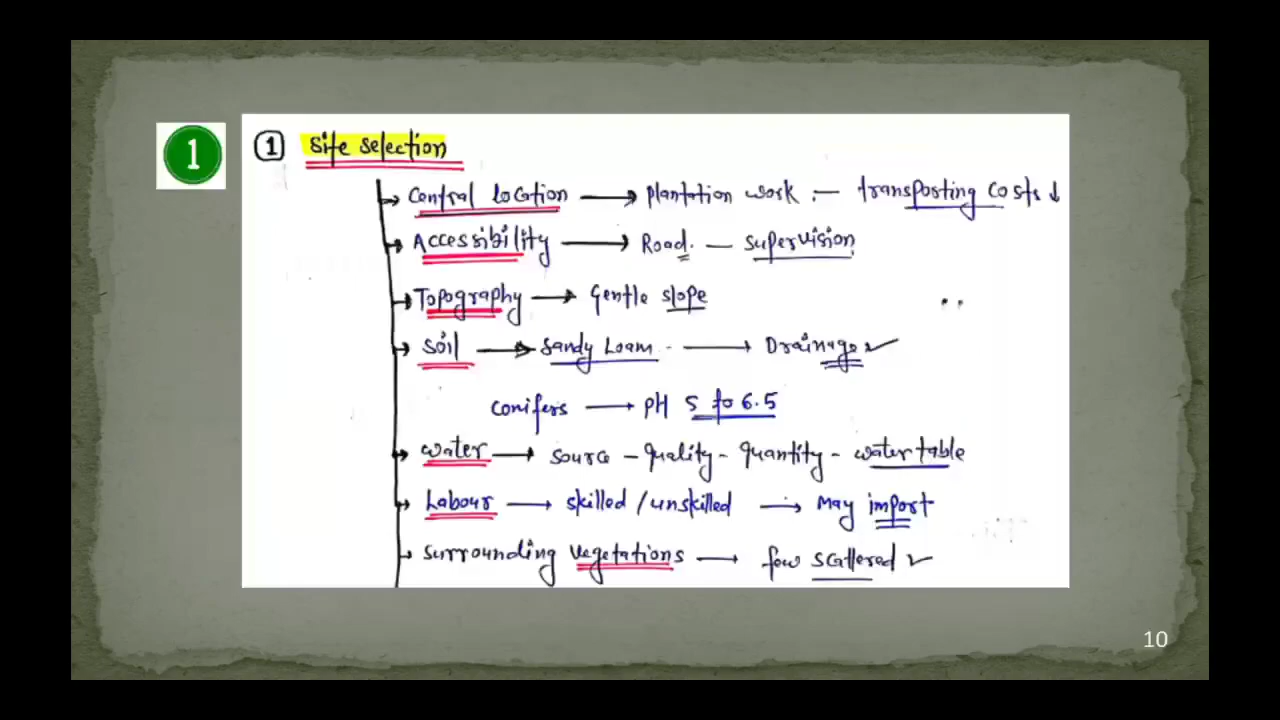 1
① Site selection
→ Central location → Plantation work – transporting costs ↓
→ Accessibility → Road. – supervision
→ Topography → Gentle slope
→ Soil → Sandy Loam → Drainage ✓
conifers → pH 5 to 6.5
→ water → source – quality – quantity – water table
→ Labour → skilled / unskilled → May import
→ surrounding vegetations → few scattered ✓
10